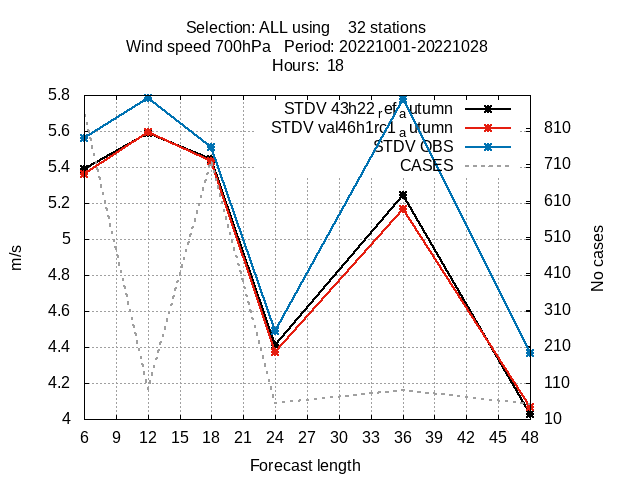 Selection: ALL using 32 stations
Wind speed 700hPa Period: 20221001-20221028
Hours: 18
STDV 43h22ref_autumn
STDV val46h1rc1_autumn
STDV OBS
CASES
5.8
5.6
5.4
5.2
5
4.8
4.6
4.4
4.2
4
810
710
610
510
410
310
210
110
10
m/s
No cases
6 9 12 15 18 21 24 27 30 33 36 39 42 45 48
Forecast length